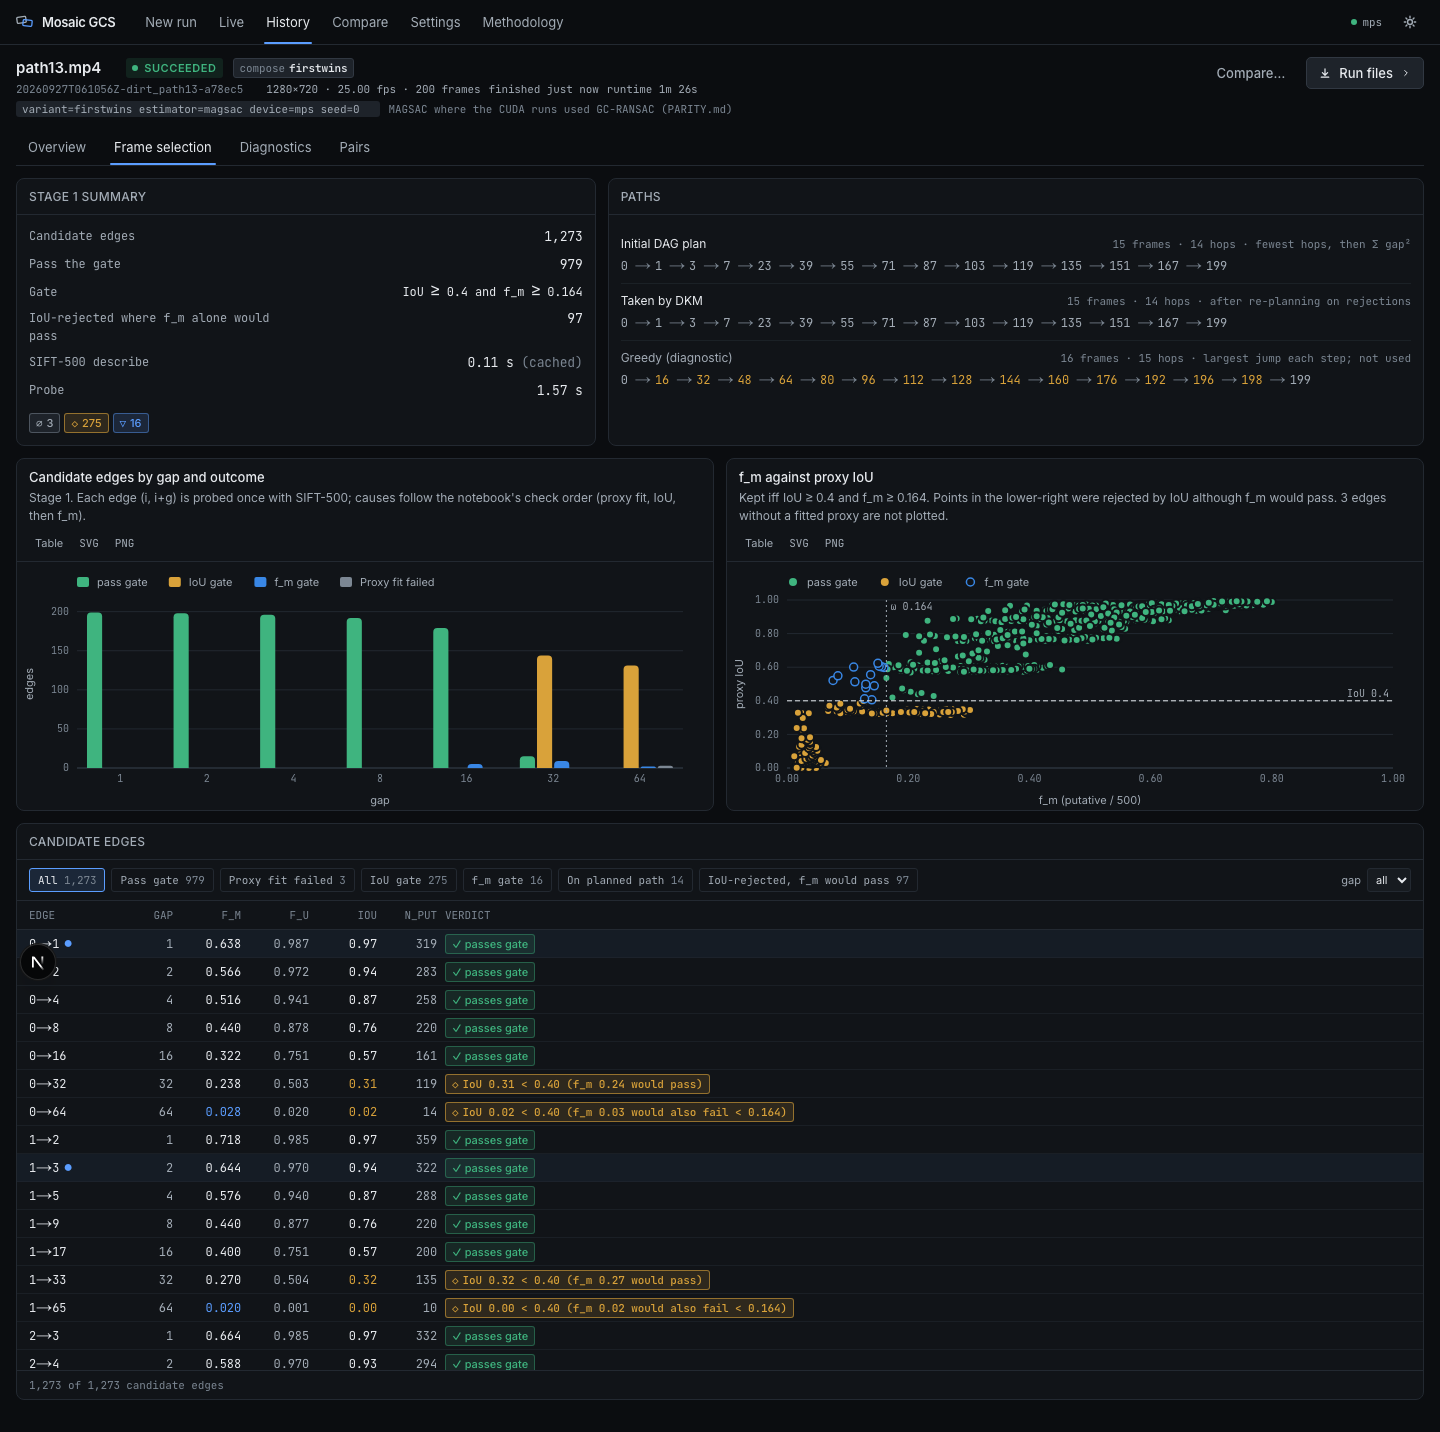 Mosaic GCS New run Live History Compare Settings Methodology mps
path13.mp4 SUCCEEDED compose firstwins Compare... Run files
20260927T061056Z-dirt_path13-a78ec5 1280×720 · 25.00 fps · 200 frames finished just now runtime 1m 26s
variant=firstwins estimator=magsac device=mps seed=0 MAGSAC where the CUDA runs used GC-RANSAC (PARITY.md)
Overview Frame selection Diagnostics Pairs
STAGE 1 SUMMARY
Candidate edges 1,273
Pass the gate 979
Gate IoU ≥ 0.4 and f_m ≥ 0.164
IoU-rejected where f_m alone would pass 97
SIFT-500 describe 0.11 s (cached)
Probe 1.57 s
⌀ 3 ◇ 275 ▽ 16
PATHS
Initial DAG plan 15 frames · 14 hops · fewest hops, then Σ gap²
0 → 1 → 3 → 7 → 23 → 39 → 55 → 71 → 87 → 103 → 119 → 135 → 151 → 167 → 199
Taken by DKM 15 frames · 14 hops · after re-planning on rejections
0 → 1 → 3 → 7 → 23 → 39 → 55 → 71 → 87 → 103 → 119 → 135 → 151 → 167 → 199
Greedy (diagnostic) 16 frames · 15 hops · largest jump each step; not used
0 → 16 → 32 → 48 → 64 → 80 → 96 → 112 → 128 → 144 → 160 → 176 → 192 → 196 → 198 → 199
Candidate edges by gap and outcome
Stage 1. Each edge (i, i+g) is probed once with SIFT-500; causes follow the notebook's check order (proxy fit, IoU,
then f_m).
Table SVG PNG
pass gate IoU gate f_m gate Proxy fit failed
200
150
100
50
0
edges
1 2 4 8 16 32 64
gap
f_m against proxy IoU
Kept iff IoU ≥ 0.4 and f_m ≥ 0.164. Points in the lower-right were rejected by IoU although f_m would pass. 3 edges
without a fitted proxy are not plotted.
Table SVG PNG
pass gate IoU gate f_m gate
1.00
0.80
0.60
0.40
0.20
0.00
proxy IoU
ω 0.164
IoU 0.4
0.00 0.20 0.40 0.60 0.80 1.00
f_m (putative / 500)
CANDIDATE EDGES
All 1,273 Pass gate 979 Proxy fit failed 3 IoU gate 275 f_m gate 16 On planned path 14 IoU-rejected, f_m would pass 97 gap all
EDGE GAP F_M F_U IOU N_PUT VERDICT
0→1 1 0.638 0.987 0.97 319 ✓ passes gate
2 2 0.566 0.972 0.94 283 ✓ passes gate
0→4 4 0.516 0.941 0.87 258 ✓ passes gate
0→8 8 0.440 0.878 0.76 220 ✓ passes gate
0→16 16 0.322 0.751 0.57 161 ✓ passes gate
0→32 32 0.238 0.503 0.31 119 ◇ IoU 0.31 < 0.40 (f_m 0.24 would pass)
0→64 64 0.028 0.020 0.02 14 ◇ IoU 0.02 < 0.40 (f_m 0.03 would also fail < 0.164)
1→2 1 0.718 0.985 0.97 359 ✓ passes gate
1→3 2 0.644 0.970 0.94 322 ✓ passes gate
1→5 4 0.576 0.940 0.87 288 ✓ passes gate
1→9 8 0.440 0.877 0.76 220 ✓ passes gate
1→17 16 0.400 0.751 0.57 200 ✓ passes gate
1→33 32 0.270 0.504 0.32 135 ◇ IoU 0.32 < 0.40 (f_m 0.27 would pass)
1→65 64 0.020 0.001 0.00 10 ◇ IoU 0.00 < 0.40 (f_m 0.02 would also fail < 0.164)
2→3 1 0.664 0.985 0.97 332 ✓ passes gate
2→4 2 0.588 0.970 0.93 294 ✓ passes gate
1,273 of 1,273 candidate edges